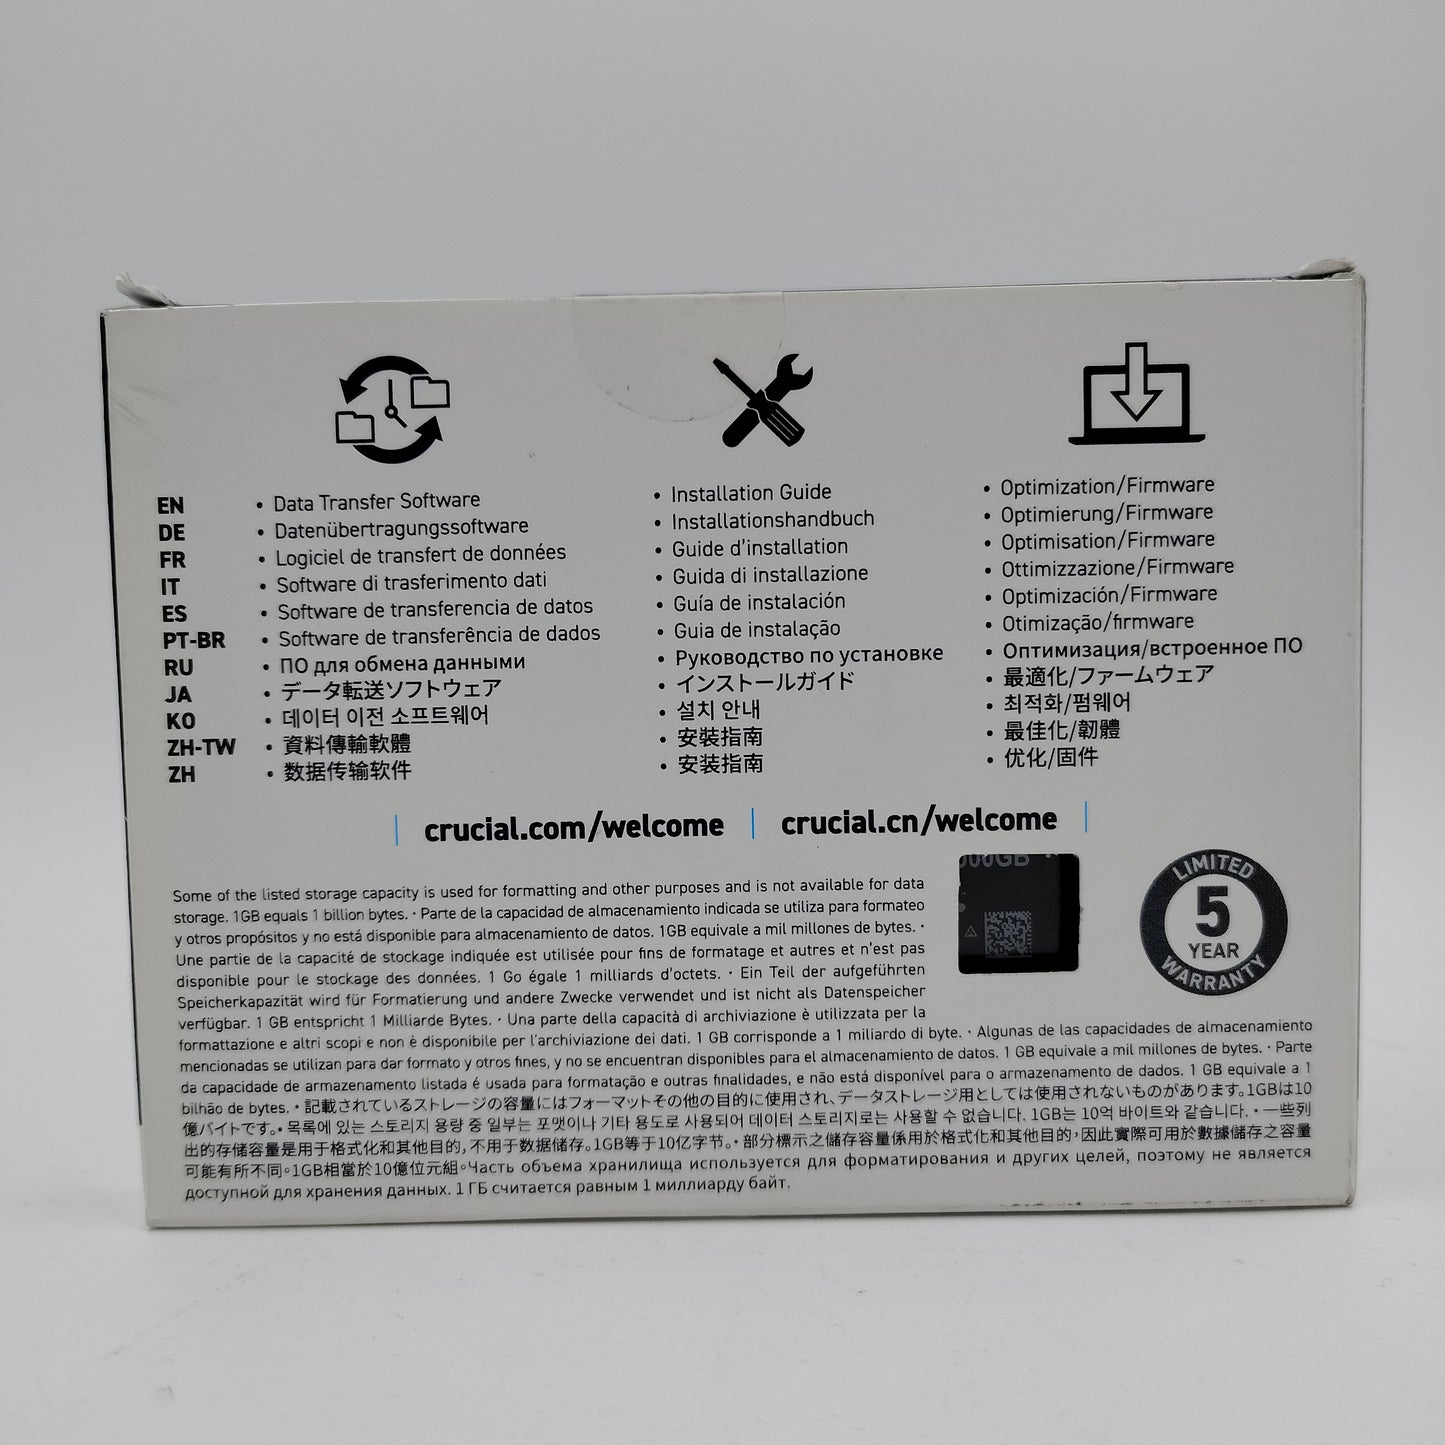 EN • Data Transfer Software • Installation Guide • Optimization/Firmware
DE • Datenübertragungssoftware • Installationshandbuch • Optimierung/Firmware
FR • Logiciel de transfert de données • Guide d'installation • Optimisation/Firmware
IT • Software di trasferimento dati • Guida di installazione • Ottimizzazione/Firmware
ES • Software de transferencia de datos • Guía de instalación • Optimización/Firmware
PT-BR • Software de transferência de dados • Guia de instalação • Otimização/firmware
RU • ПО для обмена данными • Руководство по установке • Оптимизация/встроенное ПО
JA • データ転送ソフトウェア • インストールガイド • 最適化/ファームウェア
KO • 데이터 이전 소프트웨어 • 설치 안내 • 최적화/펌웨어
ZH-TW • 資料傳輸軟體 • 安裝指南 • 最佳化/韌體
ZH • 数据传输软件 • 安装指南 • 优化/固件
crucial.com/welcome | crucial.cn/welcome
Some of the listed storage capacity is used for formatting and other purposes and is not available for data
storage. 1GB equals 1 billion bytes. • Parte de la capacidad de almacenamiento indicada se utiliza para formateo
y otros propósitos y no está disponible para almacenamiento de datos. 1GB equivale a mil millones de bytes. •
Une partie de la capacité de stockage indiquée est utilisée pour fins de formatage et autres et n'est pas
disponible pour le stockage des données. 1 Go égale 1 milliards d'octets. • Ein Teil der aufgeführten
Speicherkapazität wird für Formatierung und andere Zwecke verwendet und ist nicht als Datenspeicher
verfügbar. 1 GB entspricht 1 Milliarde Bytes. • Una parte della capacità di archiviazione è utilizzata per la
formattazione e altri scopi e non è disponibile per l'archiviazione dei dati. 1 GB corrisponde a 1 miliardo di byte. • Algunas de las capacidades de almacenamiento
mencionadas se utilizan para dar formato y otros fines, y no se encuentran disponibles para el almacenamiento de datos. 1 GB equivale a mil millones de bytes. • Parte
da capacidade de armazenamento listada é usada para formatação e outras finalidades, e não está disponível para o armazenamento de dados. 1 GB equivale a 1
bilhão de bytes. • 記載されているストレージの容量にはフォーマットその他の目的に使用され、データストレージ用としては使用されないものがあります。1GBは10
億バイトです。• 목록에 있는 스토리지 용량 중 일부는 포맷이나 기타 용도로 사용되어 데이터 스토리지로는 사용할 수 없습니다. 1GB는 10억 바이트와 같습니다. • 一些列
出的存储容量是用于格式化和其他目的, 不用于数据储存。1GB等于10亿字节。• 部分標示之儲存容量係用於格式化和其他目的，因此實際可用於數據儲存之容量
可能有所不同。1GB相當於10億位元組。Часть объема хранилища используется для форматирования и других целей, поэтому не является
доступной для хранения данных. 1 ГБ считается равным 1 миллиарду байт.
LIMITED
5
YEAR
WARRANTY